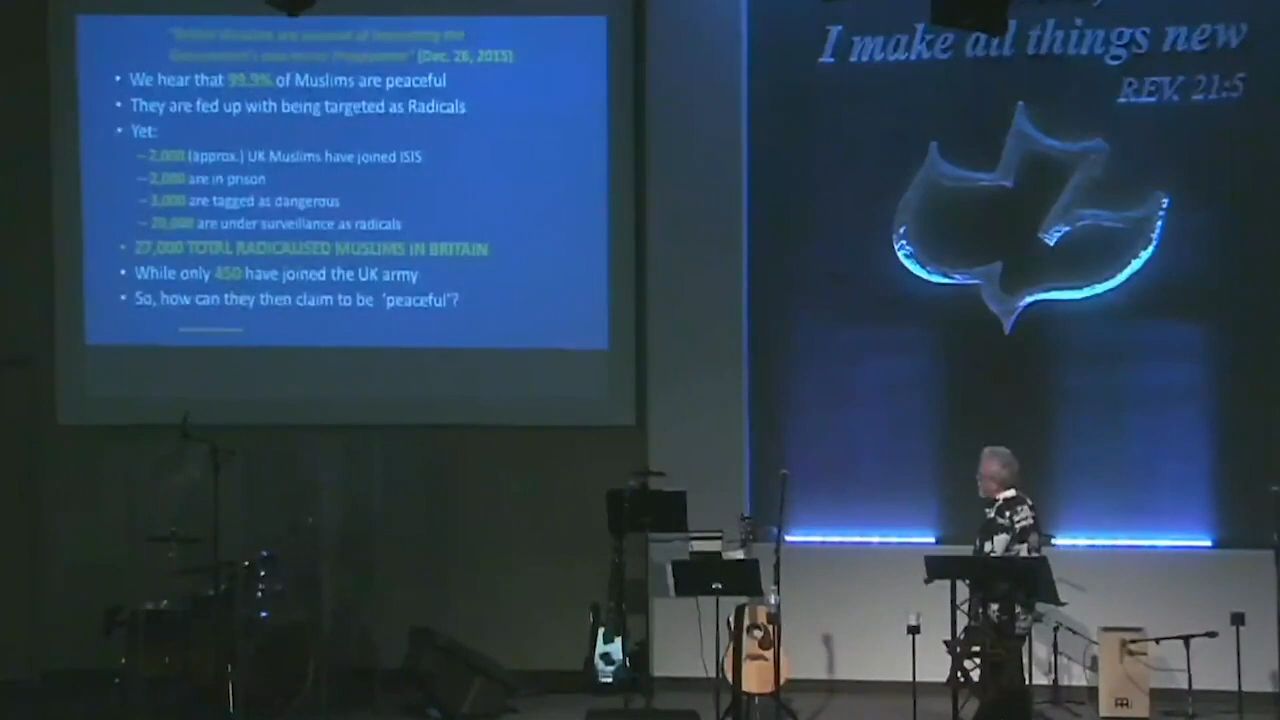 "British Muslims are
Programme" (Dec. 26, 2015)
• We hear that 99.9% of Muslims are peaceful
• They are fed up with being targeted as Radicals
• Yet:
– 2,000 (approx.) UK Muslims have joined ISIS
– 2,000 are in prison
– 3,000 are tagged as dangerous
– 20,000 are under surveillance as radicals
• 27,000 TOTAL RADICALISED MUSLIMS IN BRITAIN
• While only 450 have joined the UK army
• So, how can they then claim to be 'peaceful'?
I make all things new
REV. 21:5